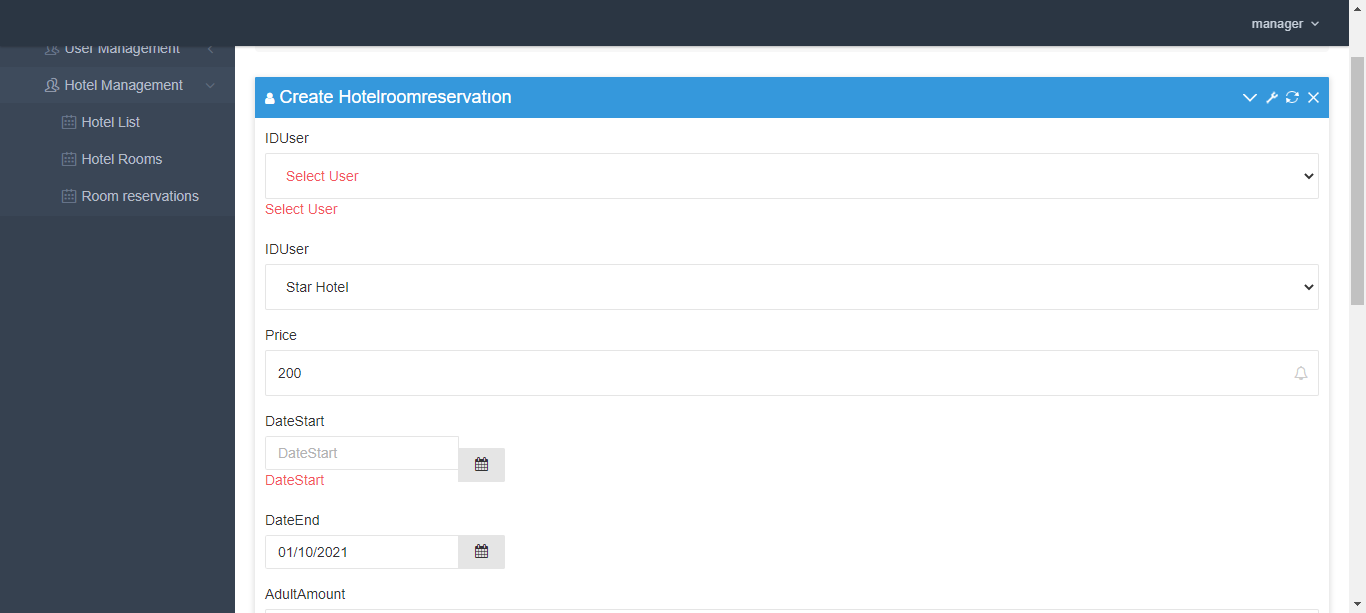 manager
User Management
Hotel Management
Hotel List
Hotel Rooms
Room reservations
Create Hotelroomreservation
IDUser
Select User
Select User
IDUser
Star Hotel
Price
200
DateStart
DateStart
DateStart
DateEnd
01/10/2021
AdultAmount